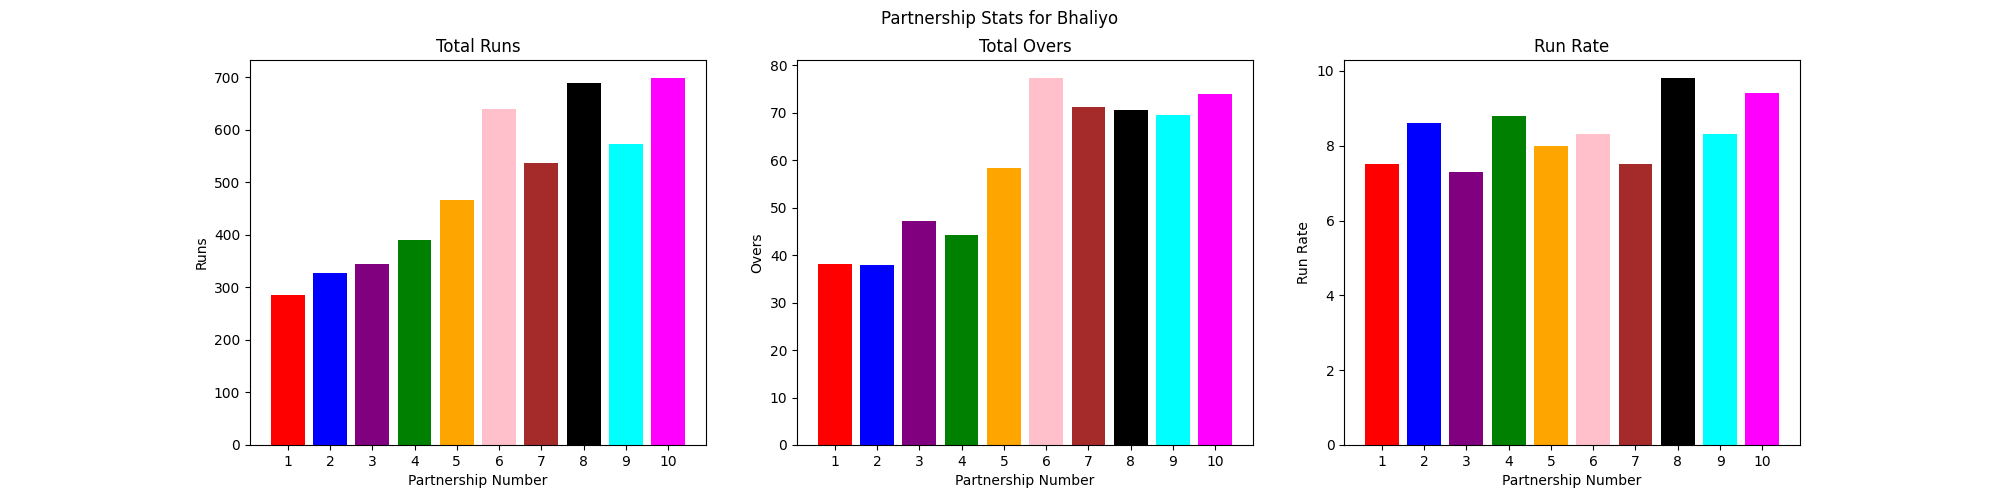 Partnership Stats for Bhaliyo
Total Runs
700
600
500
400
300
200
100
0
Runs
1 2 3 4 5 6 7 8 9 10
Partnership Number
Total Overs
80
70
60
50
40
30
20
10
0
Overs
1 2 3 4 5 6 7 8 9 10
Partnership Number
Run Rate
10
8
6
4
2
0
Run Rate
1 2 3 4 5 6 7 8 9 10
Partnership Number